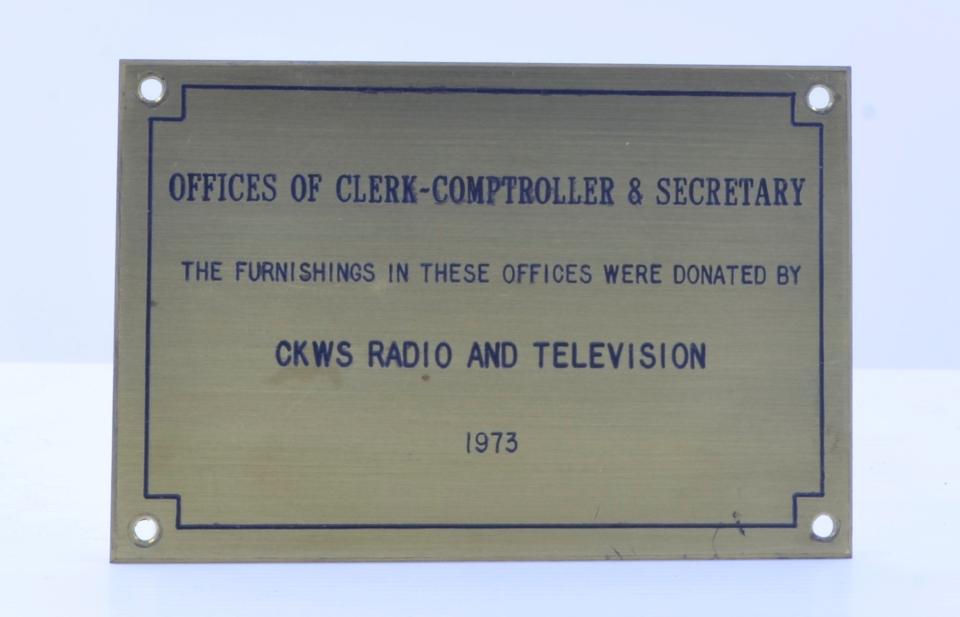 OFFICES OF CLERK-COMPTROLLER & SECRETARY
THE FURNISHINGS IN THESE OFFICES WERE DONATED BY
CKWS RADIO AND TELEVISION
1973